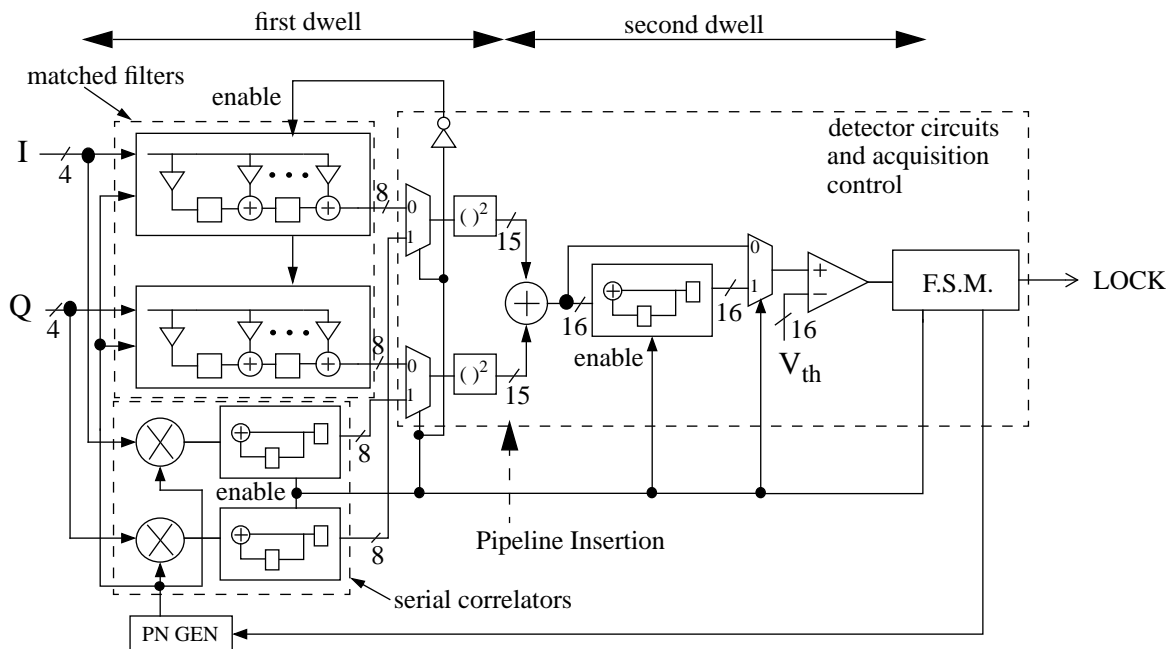 first dwell
second dwell
matched filters
enable
detector circuits
and acquisition
control
I
4
8
0
1
( )²
15
0
1
16
16
+
−
16
V_th
F.S.M.
LOCK
enable
Q
4
8
0
1
( )²
15
8
enable
8
Pipeline Insertion
serial correlators
PN GEN